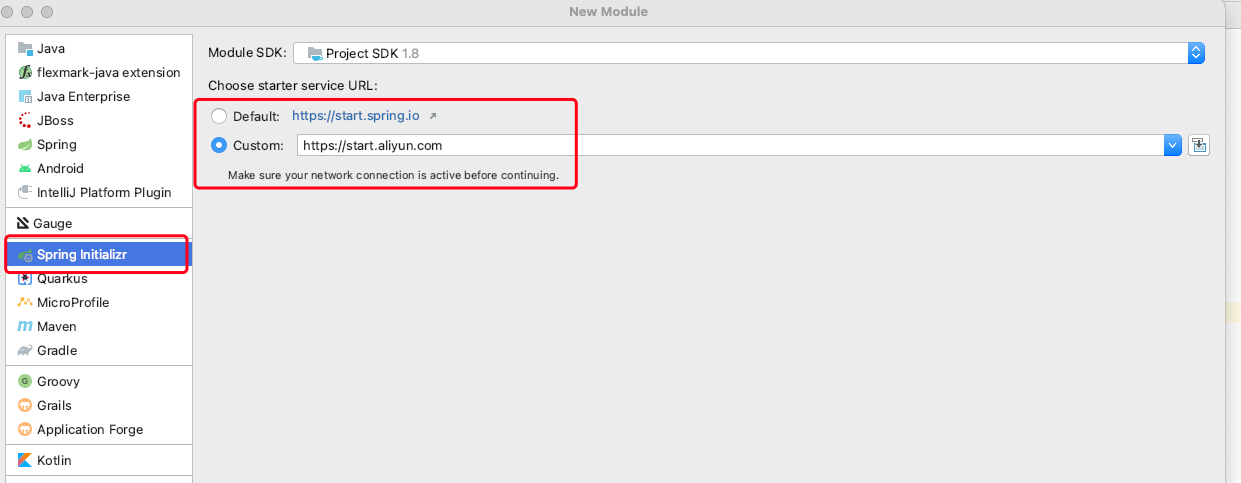 New Module
Java
flexmark-java extension
Java Enterprise
JBoss
Spring
Android
IntelliJ Platform Plugin
Gauge
Spring Initializr
Quarkus
MicroProfile
Maven
Gradle
Groovy
Grails
Application Forge
Kotlin
Module SDK: Project SDK 1.8
Choose starter service URL:
Default: https://start.spring.io
Custom: https://start.aliyun.com
Make sure your network connection is active before continuing.